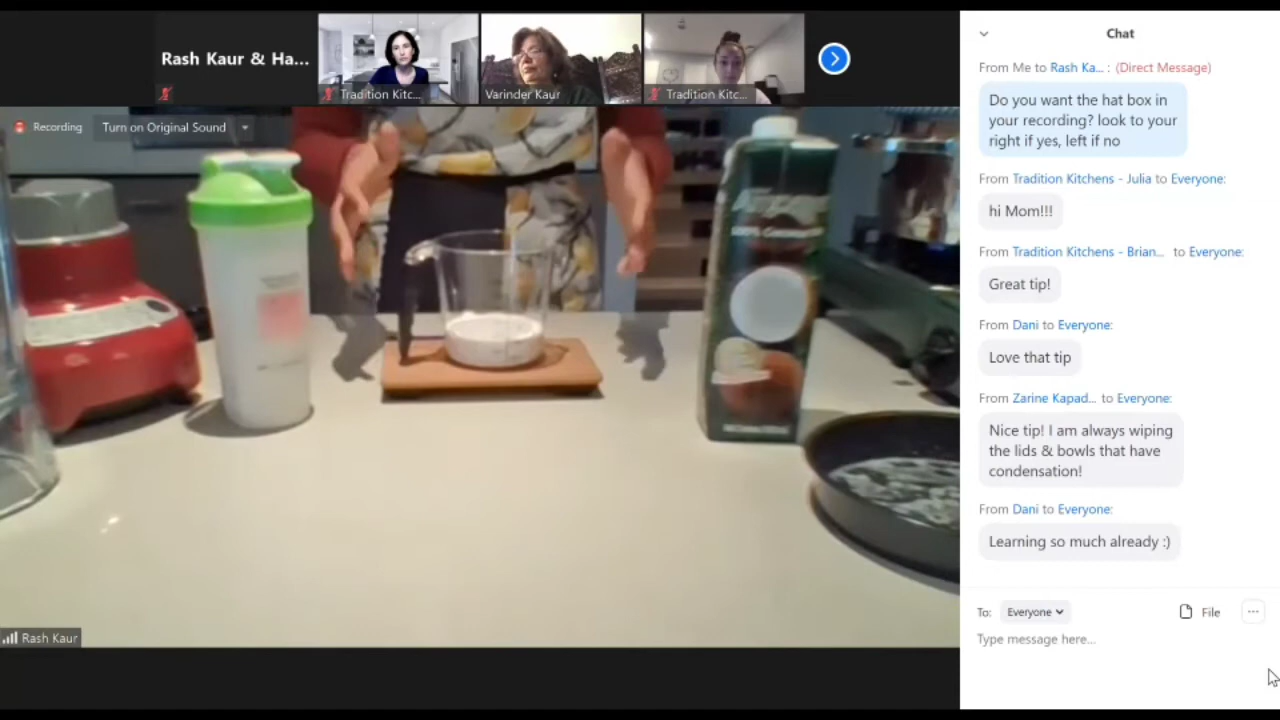 Rash Kaur & Ha...
Tradition Kitc...
Varinder Kaur
Tradition Kitc...
Recording
Turn on Original Sound
Rash Kaur
Chat
From Me to Rash Ka... : (Direct Message)
Do you want the hat box in
your recording? look to your
right if yes, left if no
From Tradition Kitchens - Julia to Everyone:
hi Mom!!!
From Tradition Kitchens - Brian... to Everyone:
Great tip!
From Dani to Everyone:
Love that tip
From Zarine Kapad... to Everyone:
Nice tip! I am always wiping
the lids & bowls that have
condensation!
From Dani to Everyone:
Learning so much already :)
To: Everyone
File
Type message here...